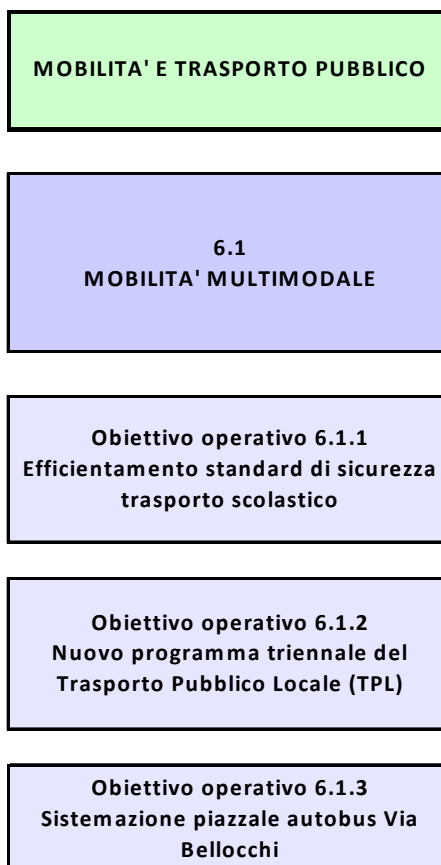 MOBILITA' E TRASPORTO PUBBLICO
6.1
MOBILITA' MULTIMODALE
Obiettivo operativo 6.1.1
Efficientamento standard di sicurezza
trasporto scolastico
Obiettivo operativo 6.1.2
Nuovo programma triennale del
Trasporto Pubblico Locale (TPL)
Obiettivo operativo 6.1.3
Sistemazione piazzale autobus Via
Bellocchi